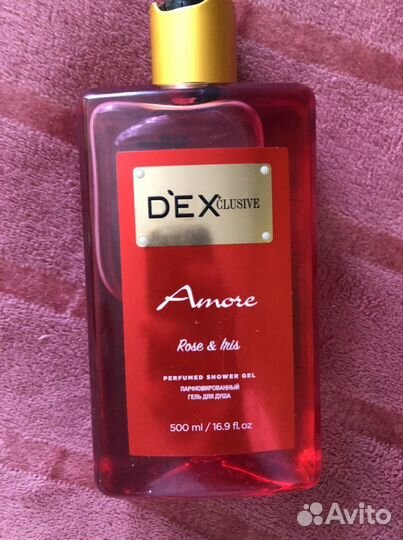 D'EXCLUSIVE
Amore
Rose & Iris
PERFUMED SHOWER GEL
ПАРФЮМИРОВАННЫЙ
ГЕЛЬ ДЛЯ ДУША
500 ml / 16.9 fl. oz
Avito